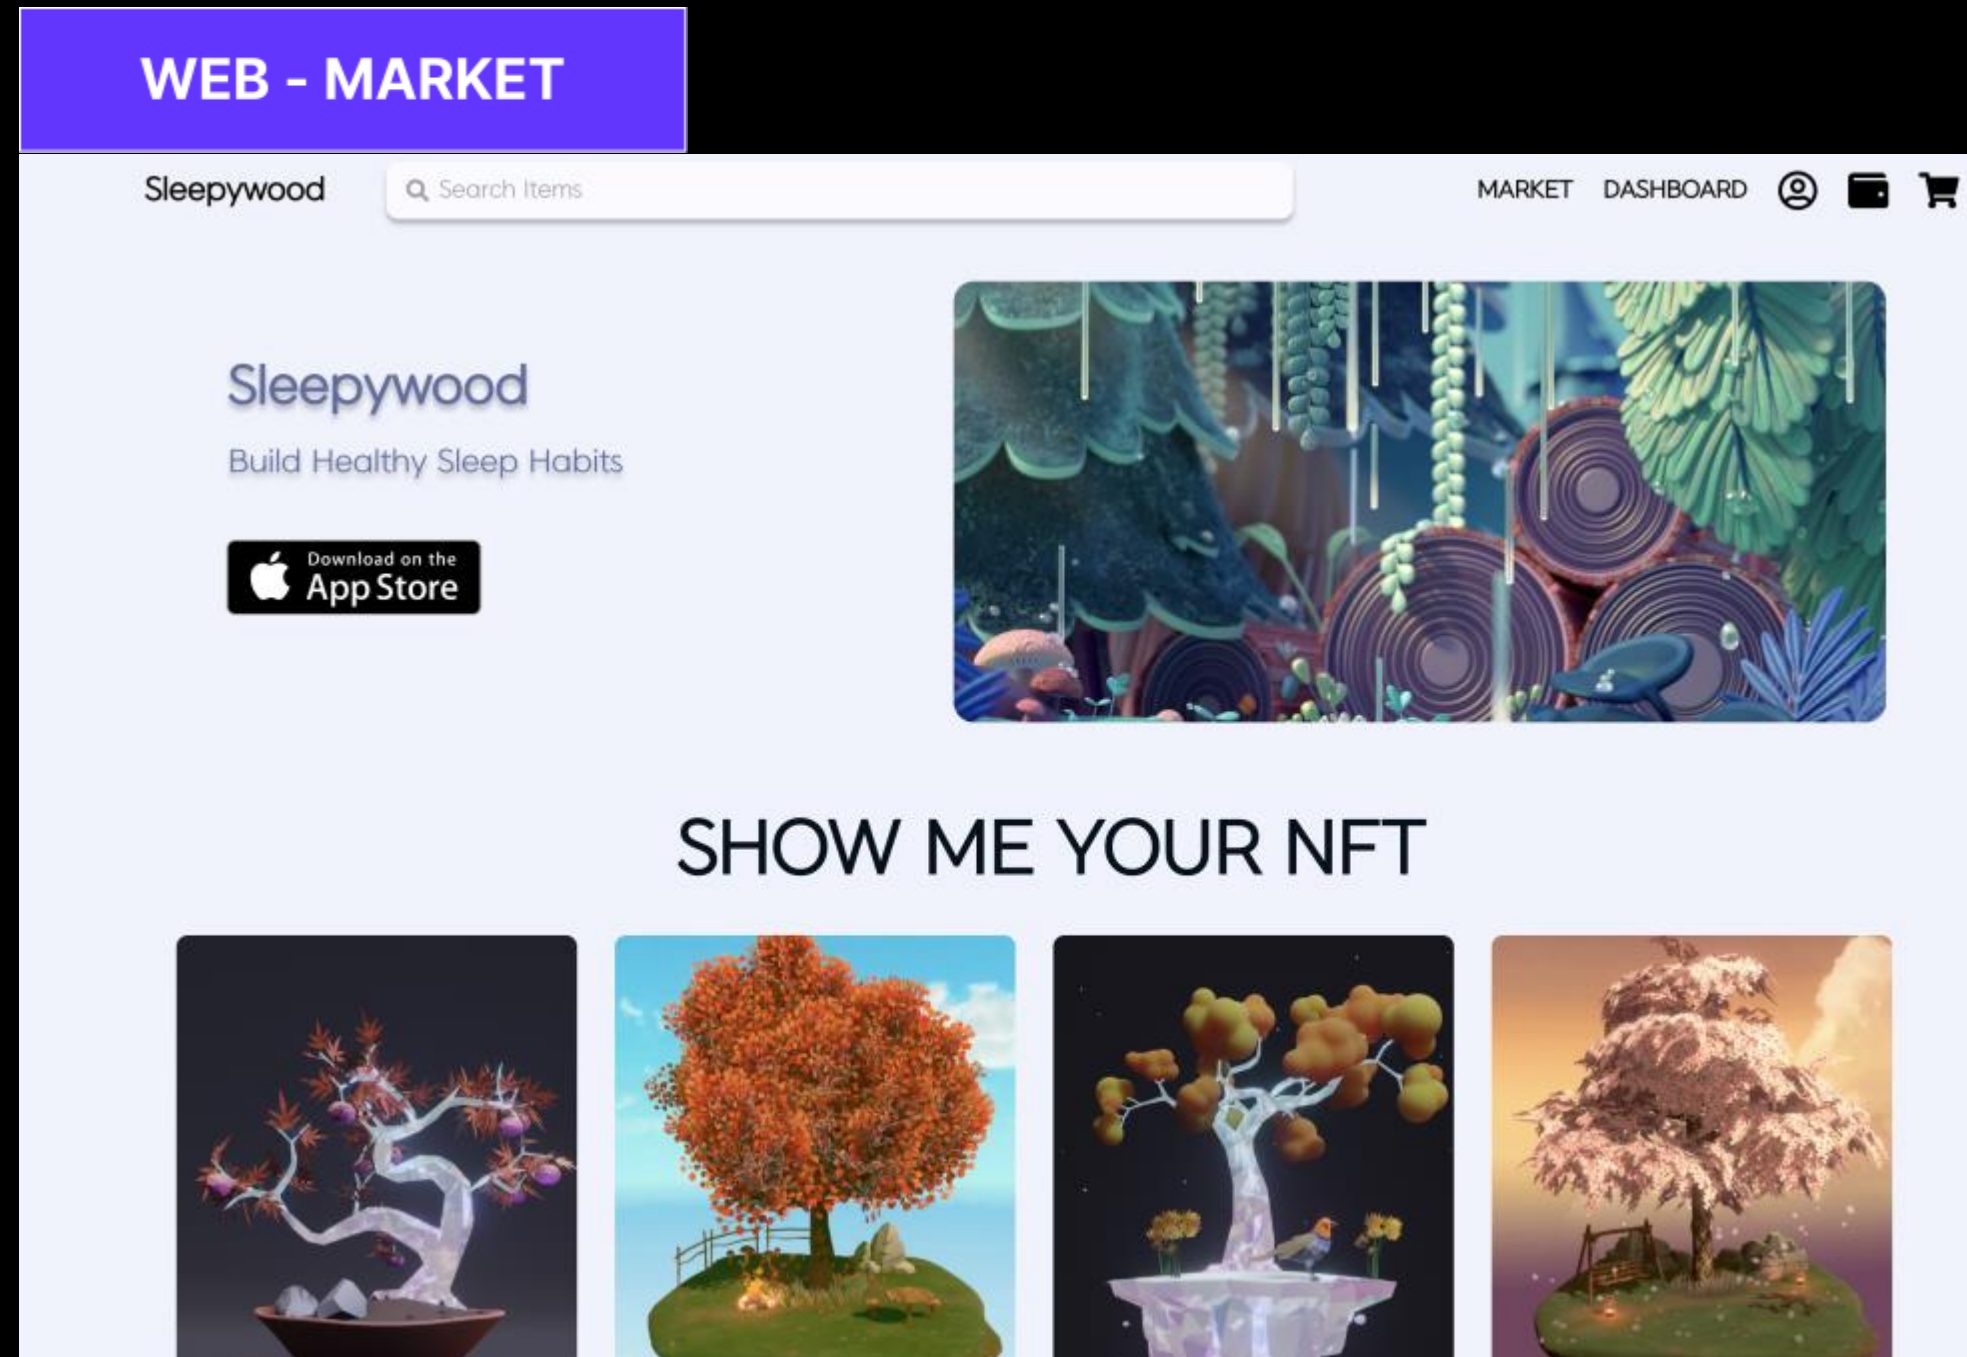 WEB - MARKET
Sleepywood
Search Items
MARKET DASHBOARD
Sleepywood
Build Healthy Sleep Habits
Download on the
App Store
SHOW ME YOUR NFT